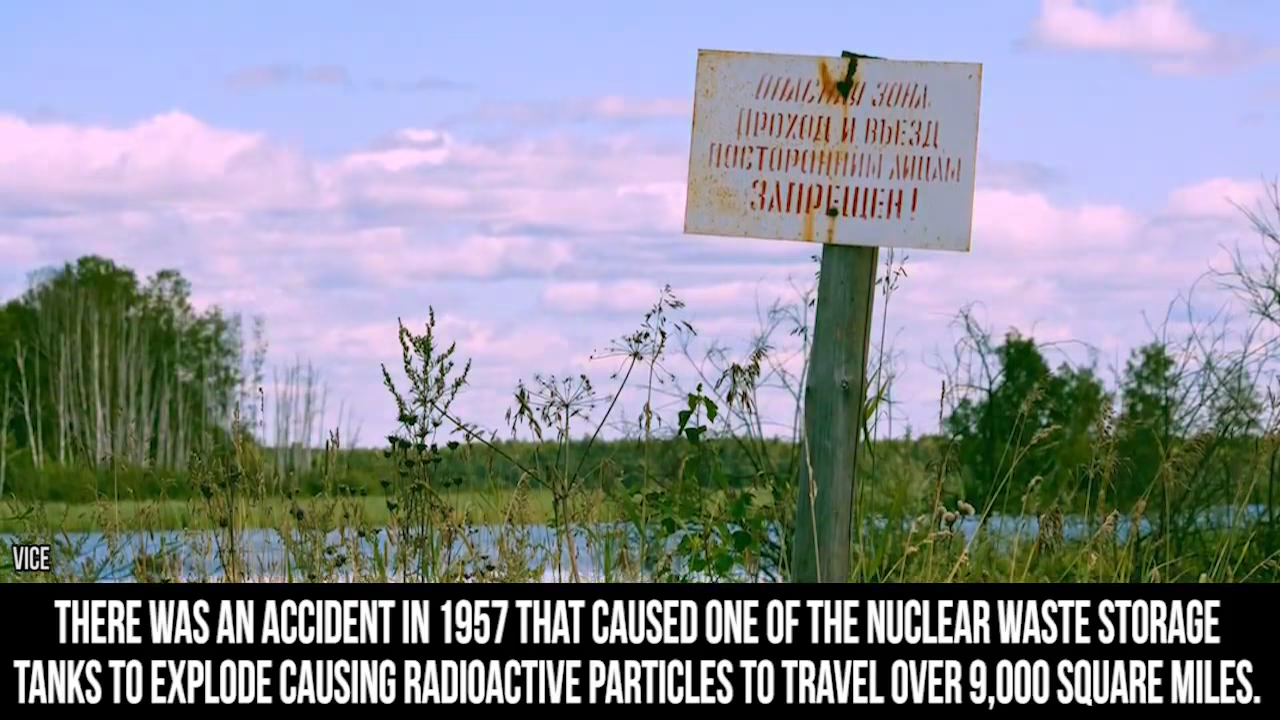 ОПАСНАЯ ЗОНА
ПРОХОД И ВЪЕЗД
ПОСТОРОННИМ ЛИЦАМ
ЗАПРЕЩЕН!
VICE
THERE WAS AN ACCIDENT IN 1957 THAT CAUSED ONE OF THE NUCLEAR WASTE STORAGE
TANKS TO EXPLODE CAUSING RADIOACTIVE PARTICLES TO TRAVEL OVER 9,000 SQUARE MILES.